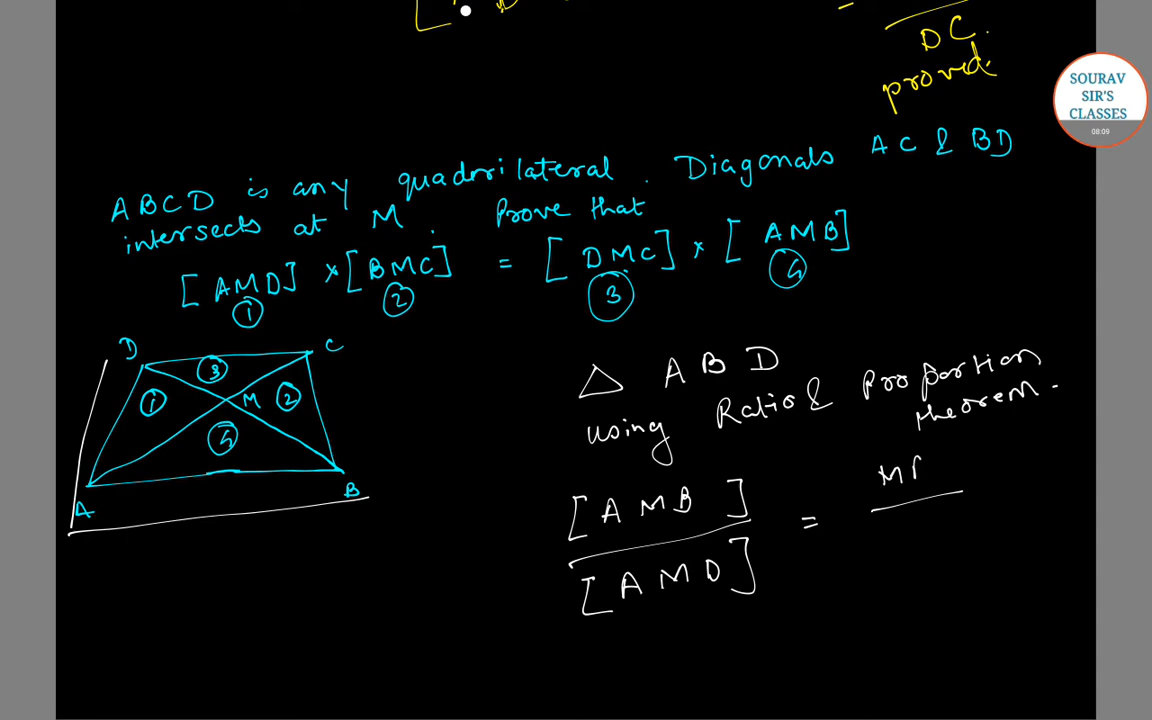 DC.
proved.
SOURAV
SIR'S
CLASSES
08:09
ABCD is any quadrilateral. Diagonals AC & BD
intersects at M Prove that
[AMD] × [BMC] = [DMC] × [AMB]
① ② ③ ④
D C
③
① M ②
④
A B
△ ABD
using Ratio & Proportion
theorem.
[AMB] / [AMD] =